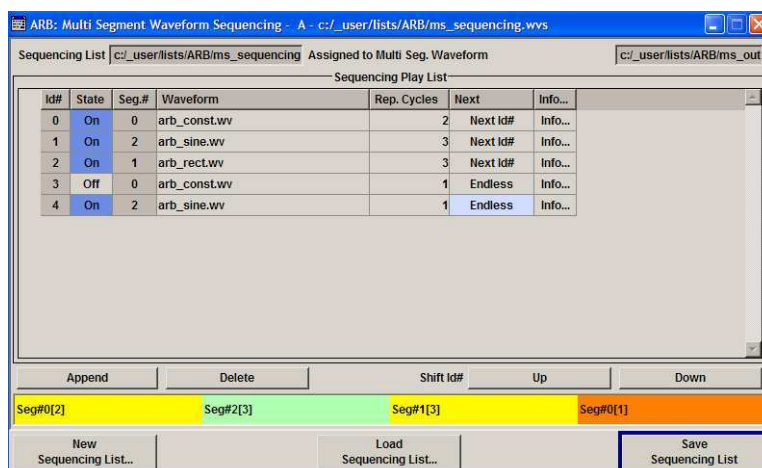 ARB: Multi Segment Waveform Sequencing - A - c:/_user/lists/ARB/ms_sequencing.wvs
Sequencing List c:/_user/lists/ARB/ms_sequencing Assigned to Multi Seg. Waveform c:/_user/lists/ARB/ms_out
Sequencing Play List
Id# State Seg.# Waveform Rep. Cycles Next Info...
0 On 0 arb_const.wv 2 Next Id# Info...
1 On 2 arb_sine.wv 3 Next Id# Info...
2 On 1 arb_rect.wv 3 Next Id# Info...
3 Off 0 arb_const.wv 1 Endless Info...
4 On 2 arb_sine.wv 1 Endless Info...
Append Delete Shift Id# Up Down
Seg#0[2] Seg#2[3] Seg#1[3] Seg#0[1]
New Load Save
Sequencing List... Sequencing List... Sequencing List